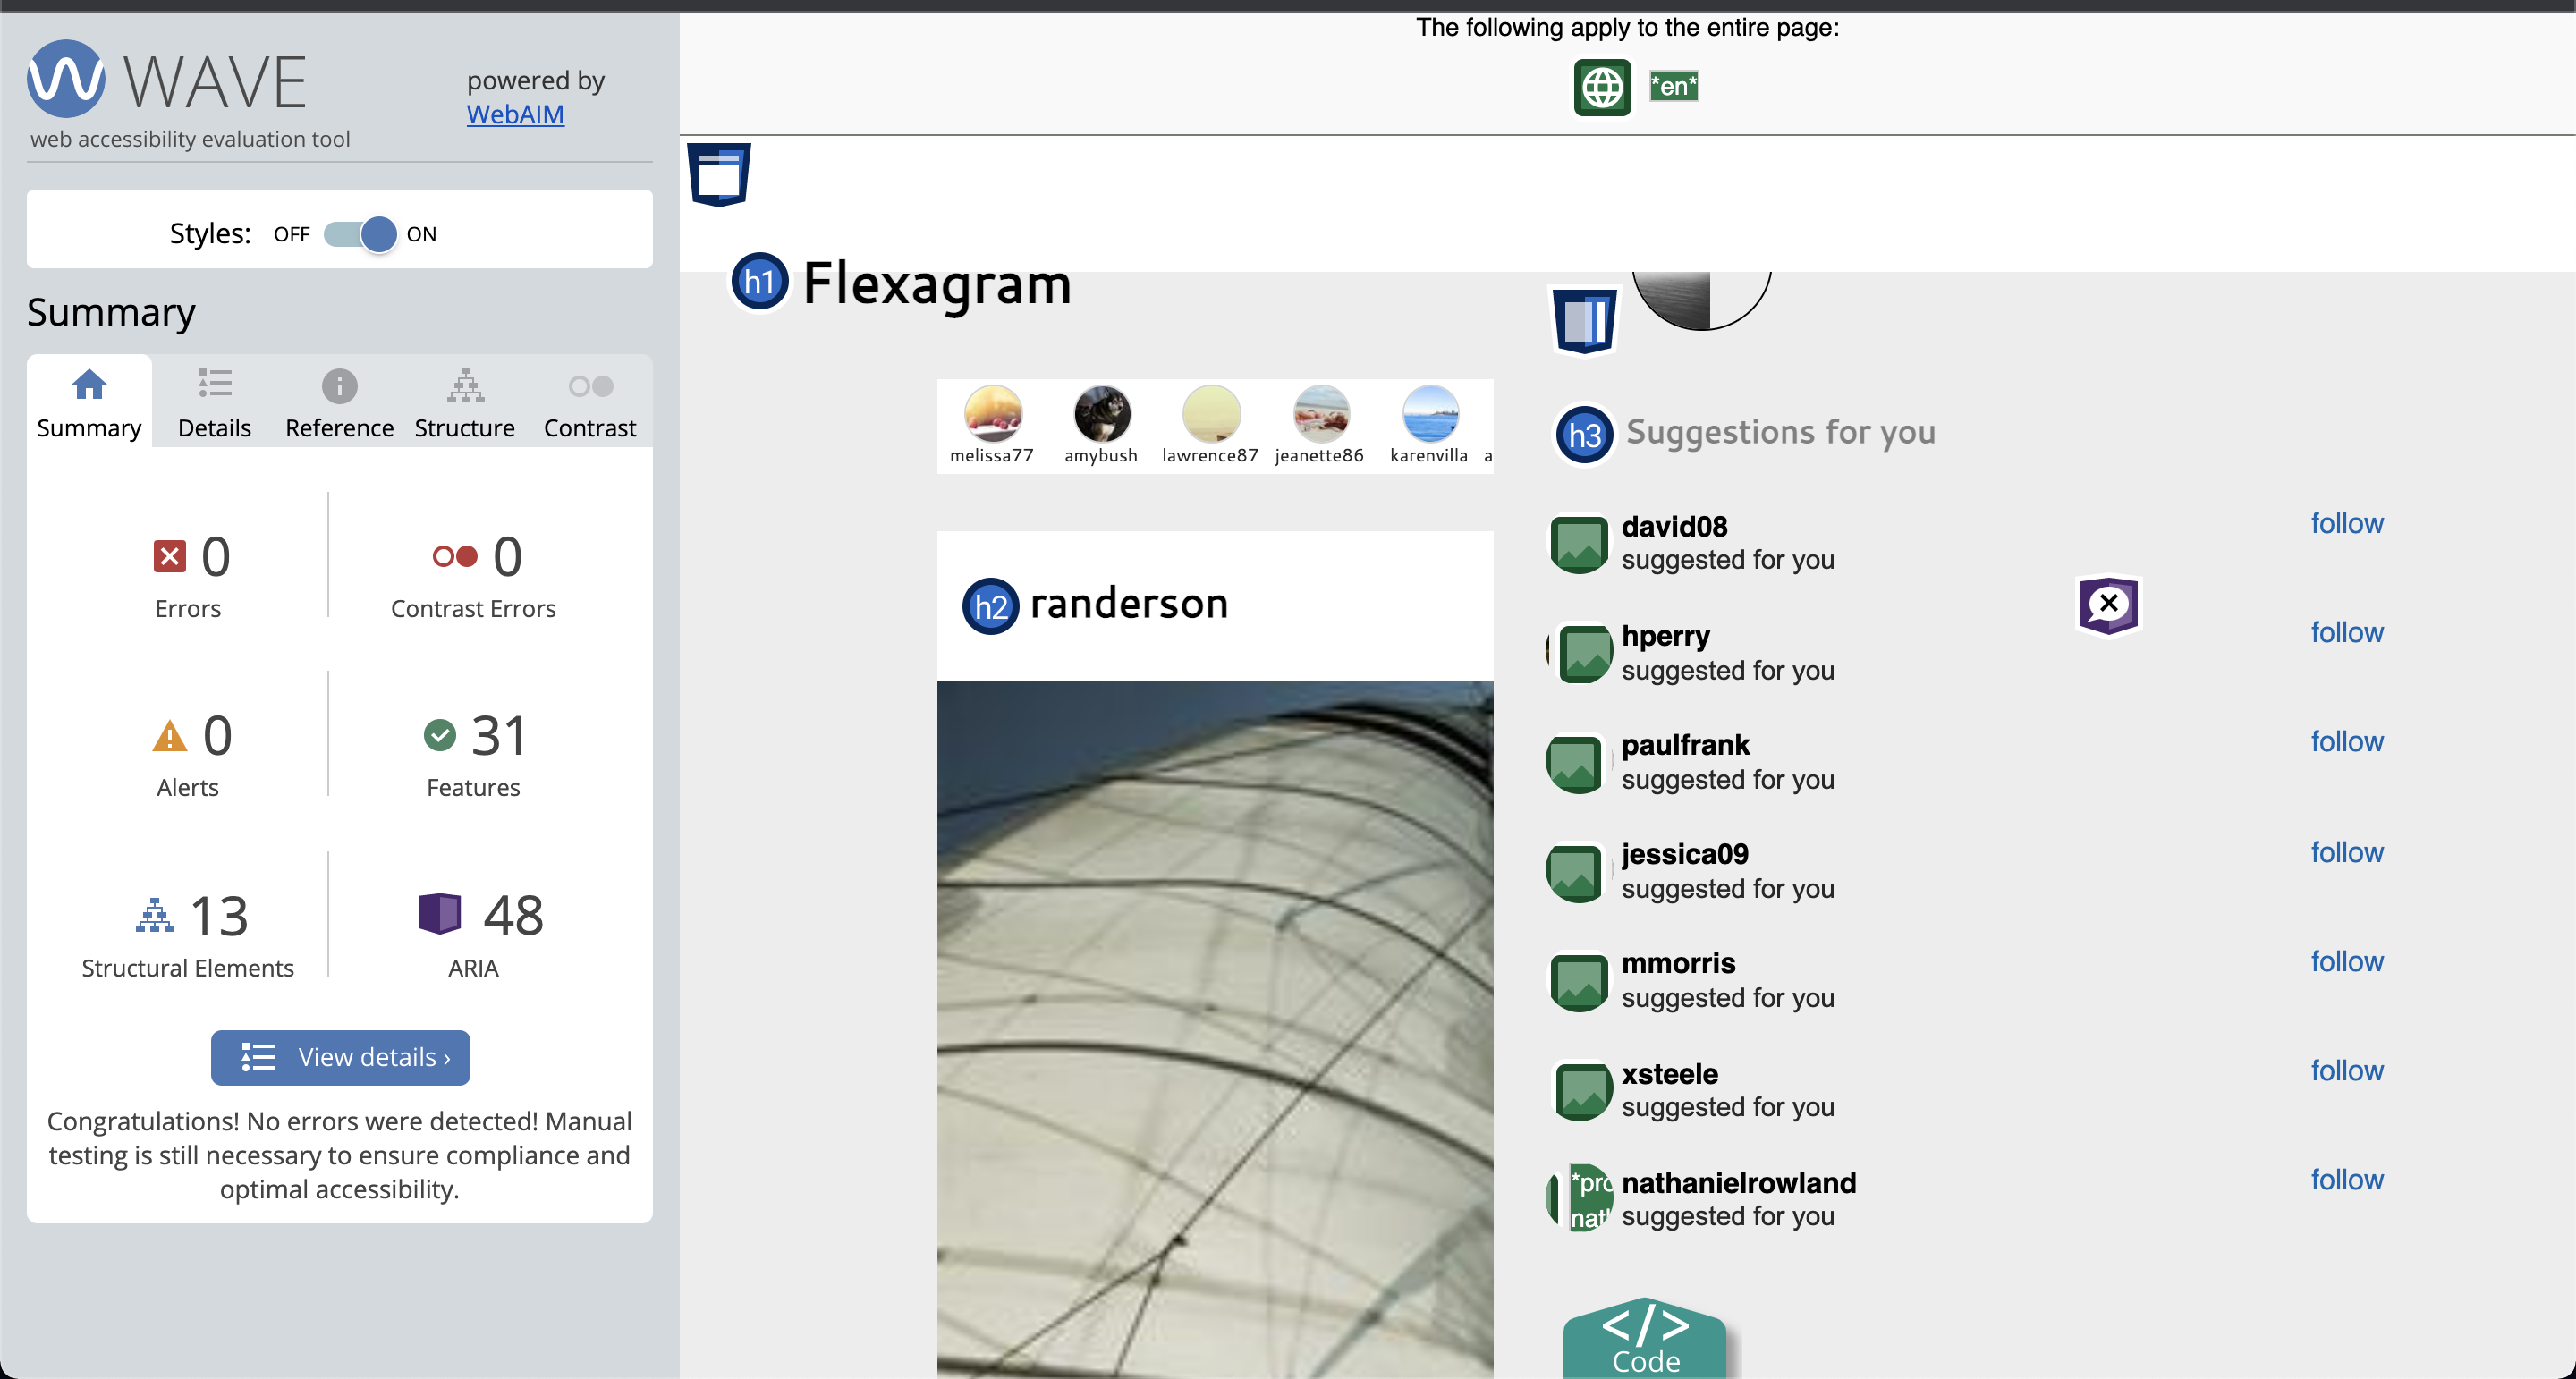 WAVE
web accessibility evaluation tool
powered by
WebAIM
Styles: OFF ON
Summary
Summary Details Reference Structure Contrast
0
Errors
0
Contrast Errors
0
Alerts
31
Features
13
Structural Elements
48
ARIA
View details ›
Congratulations! No errors were detected! Manual
testing is still necessary to ensure compliance and
optimal accessibility.
The following apply to the entire page:
*en*
h1 Flexagram
melissa77 amybush lawrence87 jeanette86 karenvilla a
h2 randerson
h3 Suggestions for you
david08 follow
suggested for you
hperry follow
suggested for you
paulfrank follow
suggested for you
jessica09 follow
suggested for you
mmorris follow
suggested for you
xsteele follow
suggested for you
nathanielrowland follow
suggested for you
</>
Code